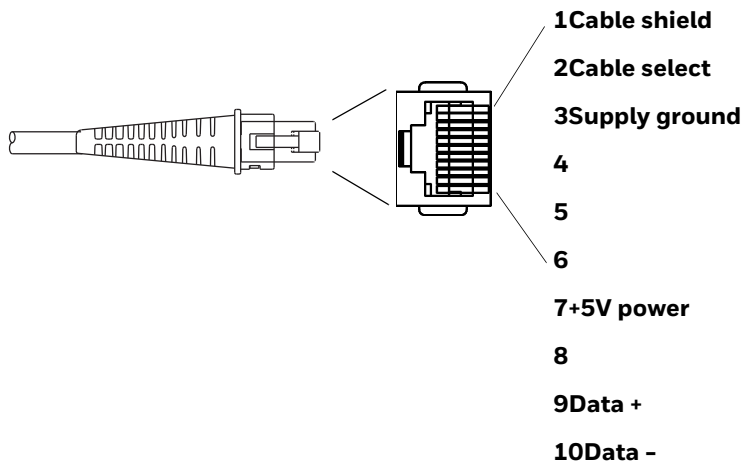 1Cable shield
2Cable select
3Supply ground
4
5
6
7+5V power
8
9Data +
10Data –